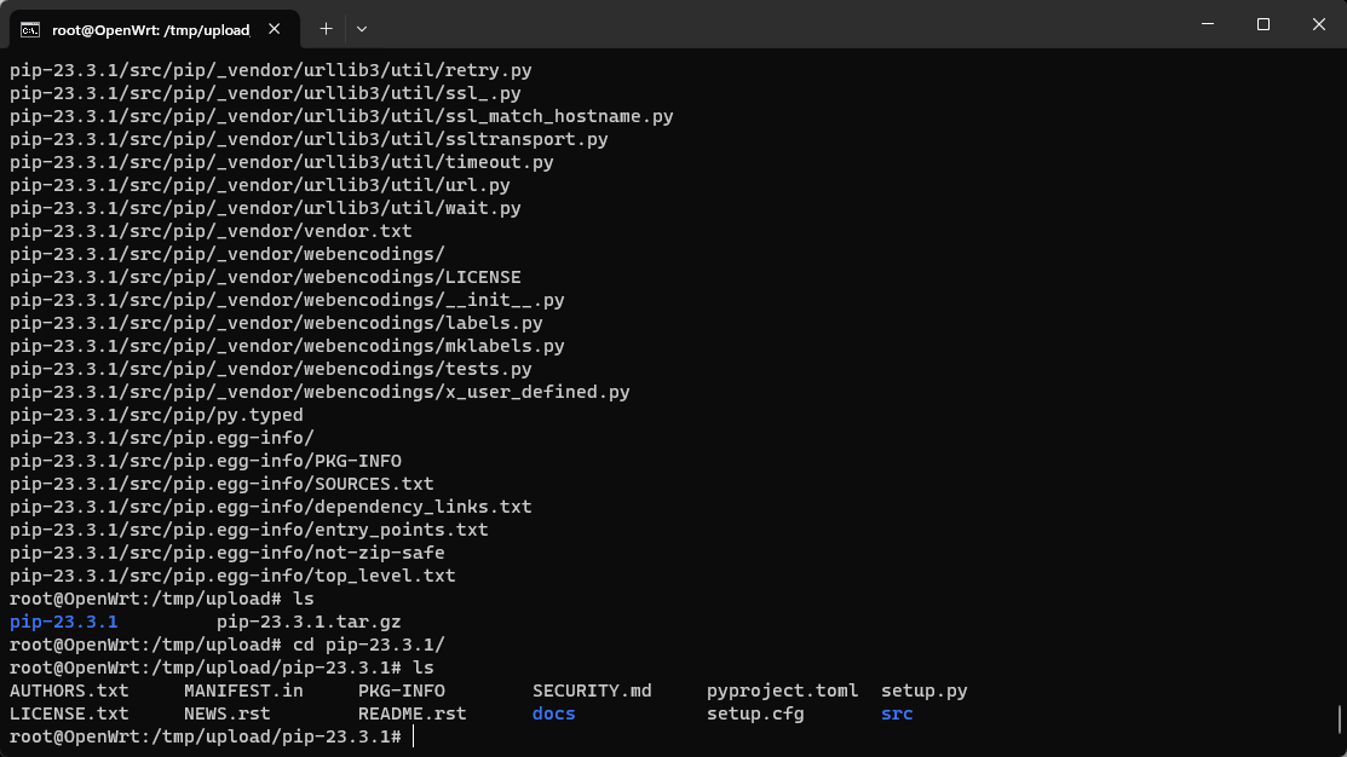 root@OpenWrt: /tmp/upload
pip-23.3.1/src/pip/_vendor/urllib3/util/retry.py
pip-23.3.1/src/pip/_vendor/urllib3/util/ssl_.py
pip-23.3.1/src/pip/_vendor/urllib3/util/ssl_match_hostname.py
pip-23.3.1/src/pip/_vendor/urllib3/util/ssltransport.py
pip-23.3.1/src/pip/_vendor/urllib3/util/timeout.py
pip-23.3.1/src/pip/_vendor/urllib3/util/url.py
pip-23.3.1/src/pip/_vendor/urllib3/util/wait.py
pip-23.3.1/src/pip/_vendor/vendor.txt
pip-23.3.1/src/pip/_vendor/webencodings/
pip-23.3.1/src/pip/_vendor/webencodings/LICENSE
pip-23.3.1/src/pip/_vendor/webencodings/__init__.py
pip-23.3.1/src/pip/_vendor/webencodings/labels.py
pip-23.3.1/src/pip/_vendor/webencodings/mklabels.py
pip-23.3.1/src/pip/_vendor/webencodings/tests.py
pip-23.3.1/src/pip/_vendor/webencodings/x_user_defined.py
pip-23.3.1/src/pip/py.typed
pip-23.3.1/src/pip.egg-info/
pip-23.3.1/src/pip.egg-info/PKG-INFO
pip-23.3.1/src/pip.egg-info/SOURCES.txt
pip-23.3.1/src/pip.egg-info/dependency_links.txt
pip-23.3.1/src/pip.egg-info/entry_points.txt
pip-23.3.1/src/pip.egg-info/not-zip-safe
pip-23.3.1/src/pip.egg-info/top_level.txt
root@OpenWrt:/tmp/upload# ls
pip-23.3.1         pip-23.3.1.tar.gz
root@OpenWrt:/tmp/upload# cd pip-23.3.1/
root@OpenWrt:/tmp/upload/pip-23.3.1# ls
AUTHORS.txt     MANIFEST.in     PKG-INFO        SECURITY.md     pyproject.toml  setup.py
LICENSE.txt     NEWS.rst        README.rst      docs            setup.cfg       src
root@OpenWrt:/tmp/upload/pip-23.3.1#